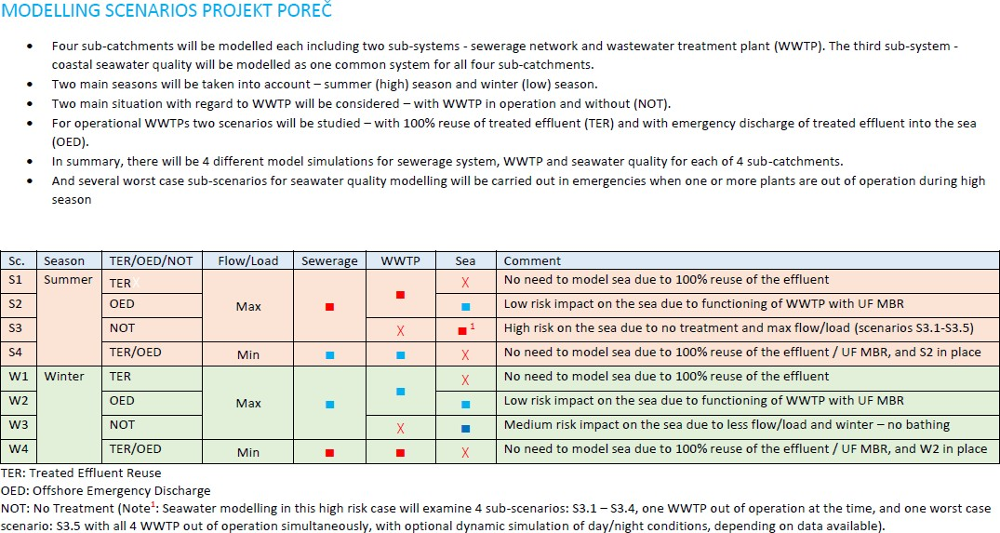 MODELLING SCENARIOS PROJEKT POREČ
• Four sub-catchments will be modelled each including two sub-systems - sewerage network and wastewater treatment plant (WWTP). The third sub-system -
coastal seawater quality will be modelled as one common system for all four sub-catchments.
• Two main seasons will be taken into account – summer (high) season and winter (low) season.
• Two main situation with regard to WWTP will be considered – with WWTP in operation and without (NOT).
• For operational WWTPs two scenarios will be studied – with 100% reuse of treated effluent (TER) and with emergency discharge of treated effluent into the sea
(OED).
• In summary, there will be 4 different model simulations for sewerage system, WWTP and seawater quality for each of 4 sub-catchments.
• And several worst case sub-scenarios for seawater quality modelling will be carried out in emergencies when one or more plants are out of operation during high
season
Sc. Season TER/OED/NOT Flow/Load Sewerage WWTP Sea Comment
S1 Summer TERX X No need to model sea due to 100% reuse of the effluent
S2 OED Max ■ ■ ■ Low risk impact on the sea due to functioning of WWTP with UF MBR
S3 NOT X ■1 High risk on the sea due to no treatment and max flow/load (scenarios S3.1-S3.5)
S4 TER/OED Min ■ ■ X No need to model sea due to 100% reuse of the effluent / UF MBR, and S2 in place
W1 Winter TER X No need to model sea due to 100% reuse of the effluent
W2 OED Max ■ ■ ■ Low risk impact on the sea due to functioning of WWTP with UF MBR
W3 NOT X ■ Medium risk impact on the sea due to less flow/load and winter – no bathing
W4 TER/OED Min ■ ■ X No need to model sea due to 100% reuse of the effluent / UF MBR, and W2 in place
TER: Treated Effluent Reuse
OED: Offshore Emergency Discharge
NOT: No Treatment (Note1: Seawater modelling in this high risk case will examine 4 sub-scenarios: S3.1 – S3.4, one WWTP out of operation at the time, and one worst case
scenario: S3.5 with all 4 WWTP out of operation simultaneously, with optional dynamic simulation of day/night conditions, depending on data available).